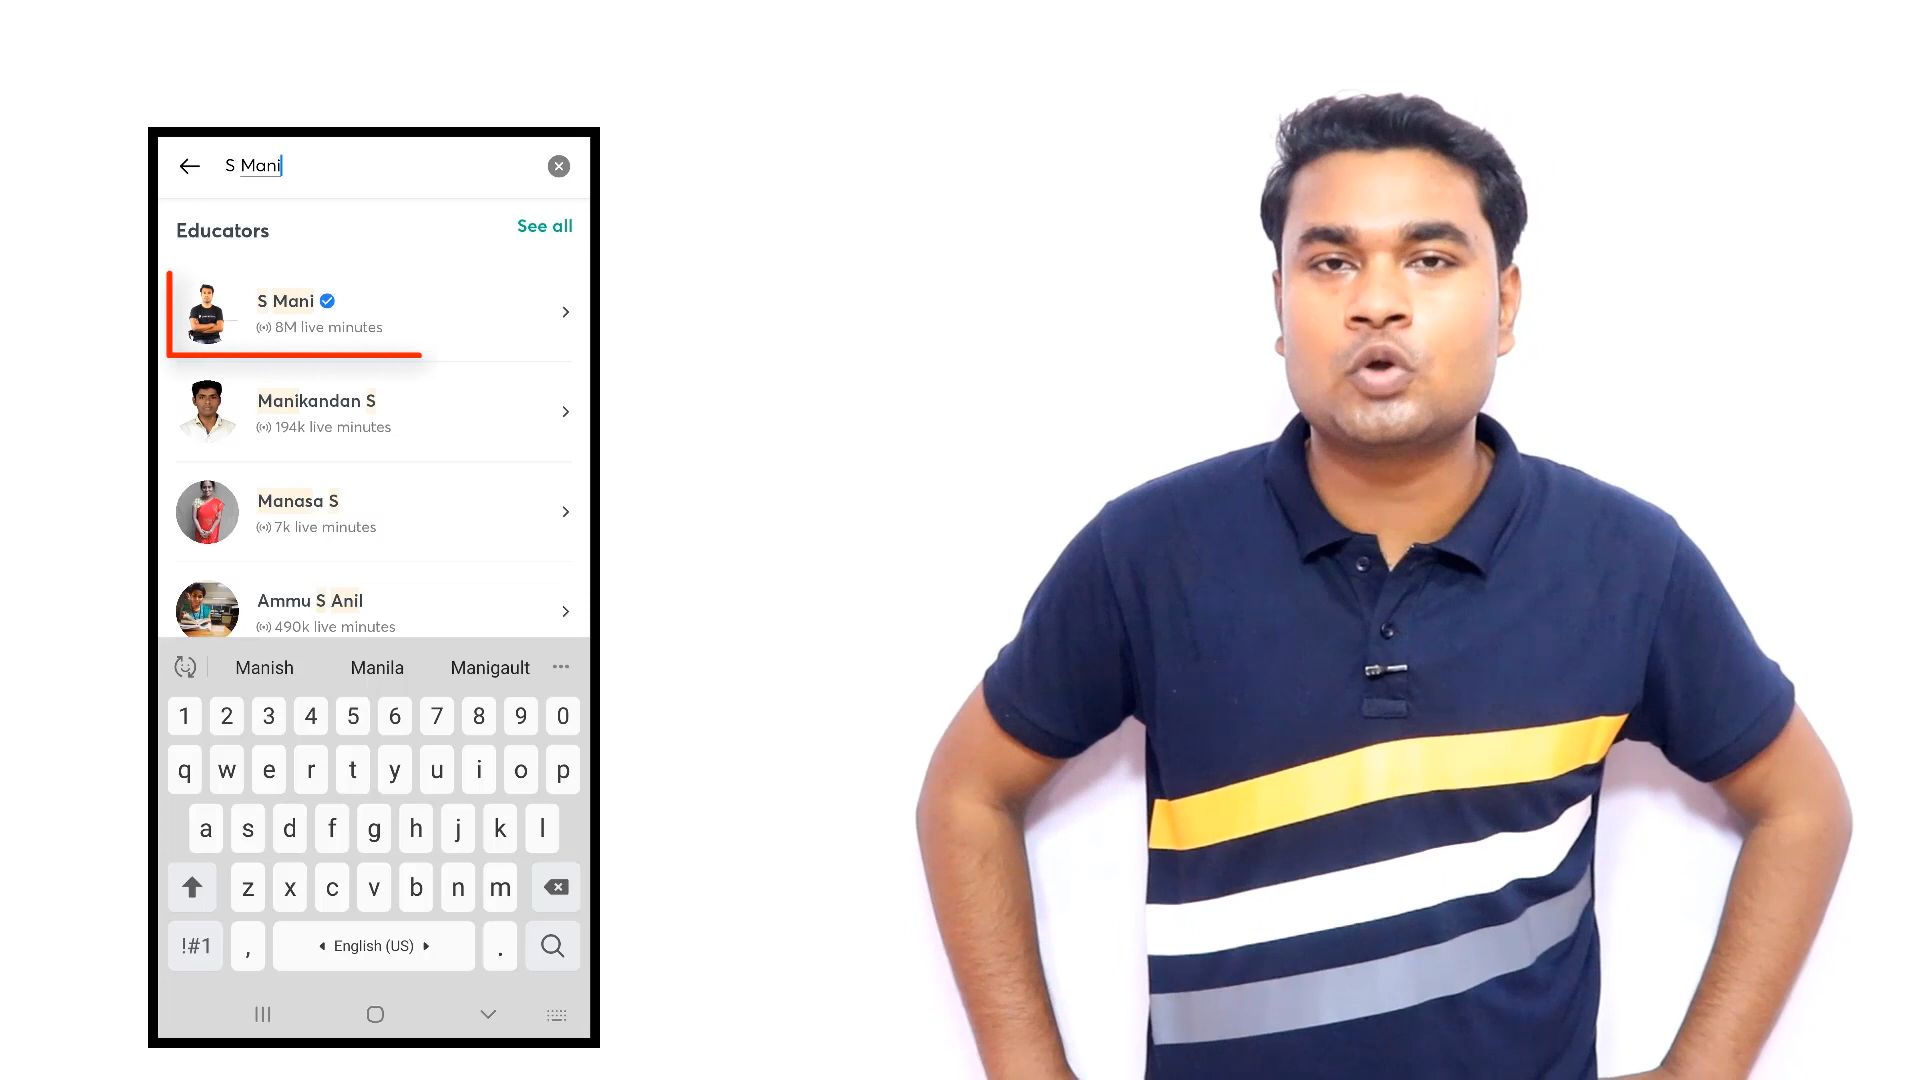 S Mani
Educators
See all
S Mani
8M live minutes
Manikandan S
194k live minutes
Manasa S
7k live minutes
Ammu S Anil
490k live minutes
Manish Manila Manigault
1 2 3 4 5 6 7 8 9 0
q w e r t y u i o p
a s d f g h j k l
z x c v b n m
!#1 , English (US) .